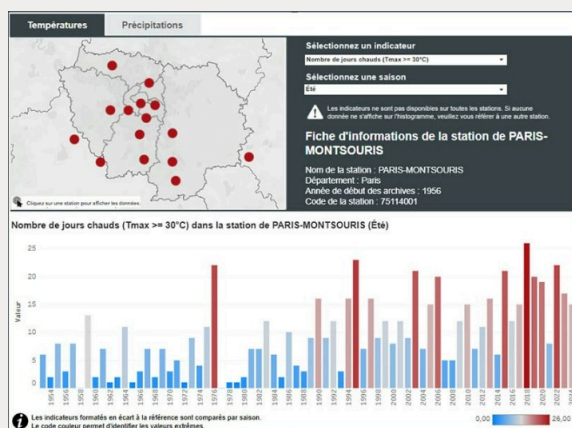 Températures
Précipitations
Sélectionnez un indicateur
Nombre de jours chauds (Tmax >= 30°C)
Sélectionnez une saison
Été
Les indicateurs ne sont pas disponibles sur toutes les stations. Si aucune
donnée ne s'affiche sur l'histogramme, veuillez vous référer à une autre station.
Fiche d'informations de la station de PARIS-
MONTSOURIS
Nom de la station : PARIS-MONTSOURIS
Département : Paris
Année de début des archives : 1956
Code de la station : 75114001
Cliquez sur une station pour afficher les données.
Nombre de jours chauds (Tmax >= 30°C) dans la station de PARIS-MONTSOURIS (Été)
Valeur
25
20
15
10
5
0
1954 1956 1958 1960 1962 1964 1966 1968 1970 1972 1974 1976 1978 1980 1982 1984 1986 1988 1990 1992 1994 1996 1998 2000 2002 2004 2006 2008 2010 2012 2014 2016 2018 2020 2022
Les indicateurs formatés en écart à la référence sont comparés par saison.
Le code couleur permet d'identifier les valeurs extrêmes.
0,00
26,00